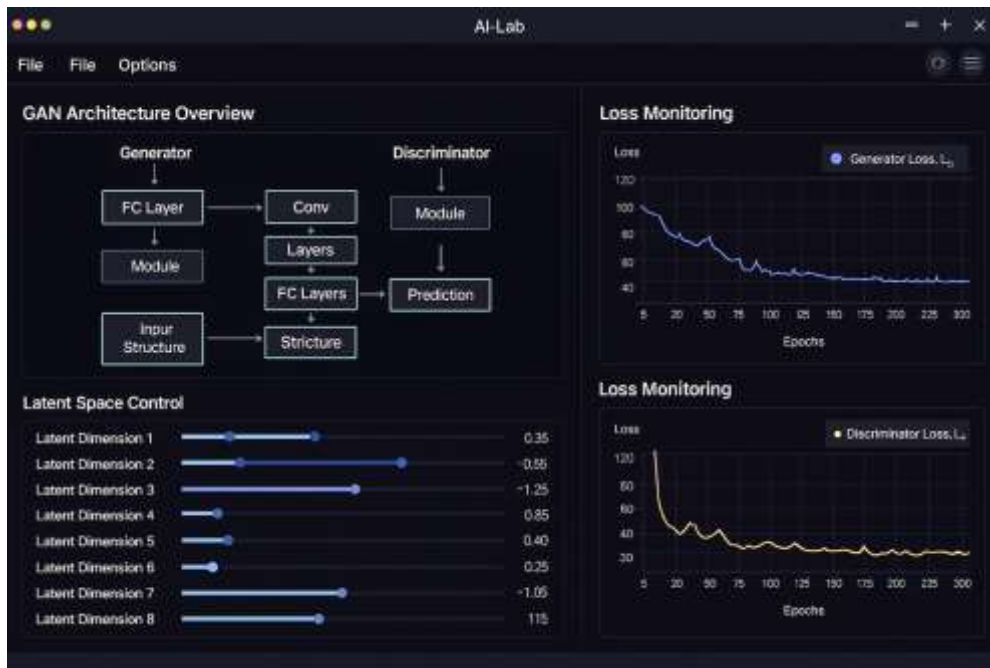 AI-Lab
File File Options
GAN Architecture Overview
Generator
Discriminator
FC Layer
Conv
Module
Layers
Module
FC Layers
Prediction
Inpur
Structure
Stricture
Latent Space Control
Latent Dimension 1 0.35
Latent Dimension 2 -0.55
Latent Dimension 3 -1.25
Latent Dimension 4 0.85
Latent Dimension 5 0.40
Latent Dimension 6 0.25
Latent Dimension 7 -1.05
Latent Dimension 8 115
Loss Monitoring
Loss
Generator Loss, L
120
100
80
60
40
5 20 50 75 100 125 150 175 200 225 300
Epochs
Loss Monitoring
Loss
Discriminator Loss, L
120
60
60
40
30
5 20 50 75 100 125 150 175 200 225 300
Epochs